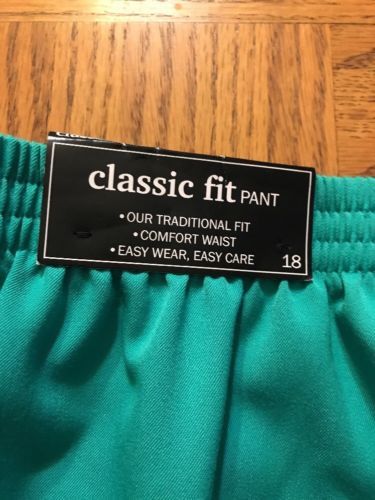 classic fit PANT
•OUR TRADITIONAL FIT
•COMFORT WAIST
•EASY WEAR, EASY CARE
18